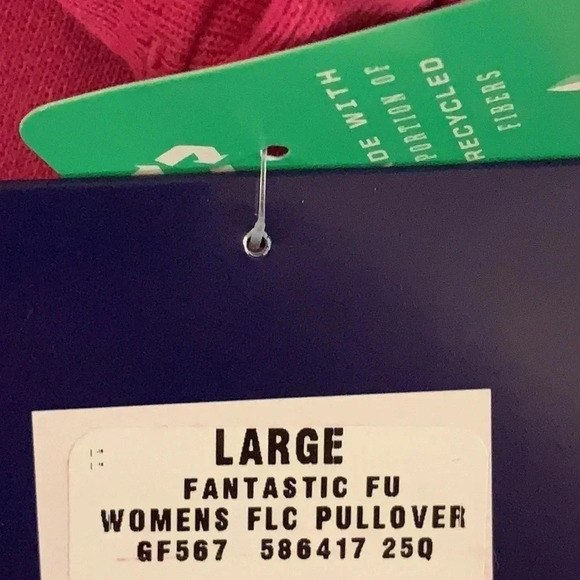 DE WITH
PORTION OF
RECYCLED
FIBERS
LARGE
FANTASTIC FU
WOMENS FLC PULLOVER
GF567 586417 25Q